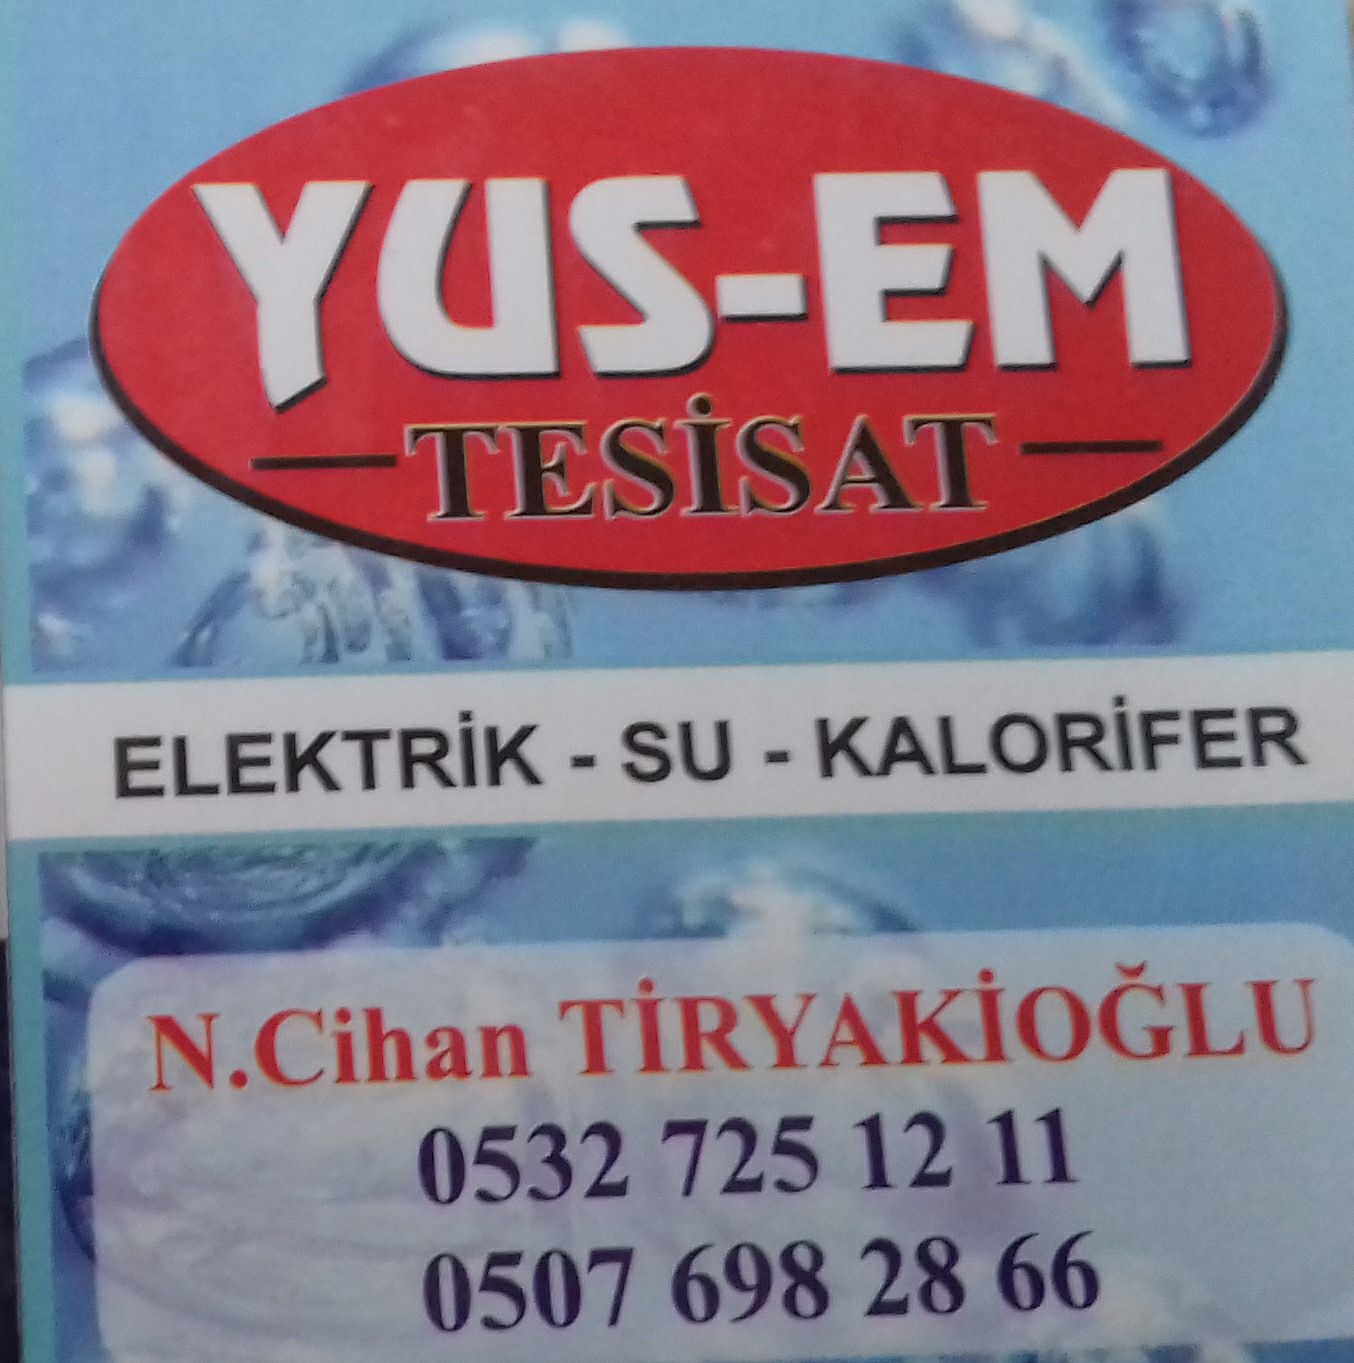 YUS-EM
TESİSAT
ELEKTRİK - SU - KALORİFER
N.Cihan TİRYAKİOĞLU
0532 725 12 11
0507 698 28 66